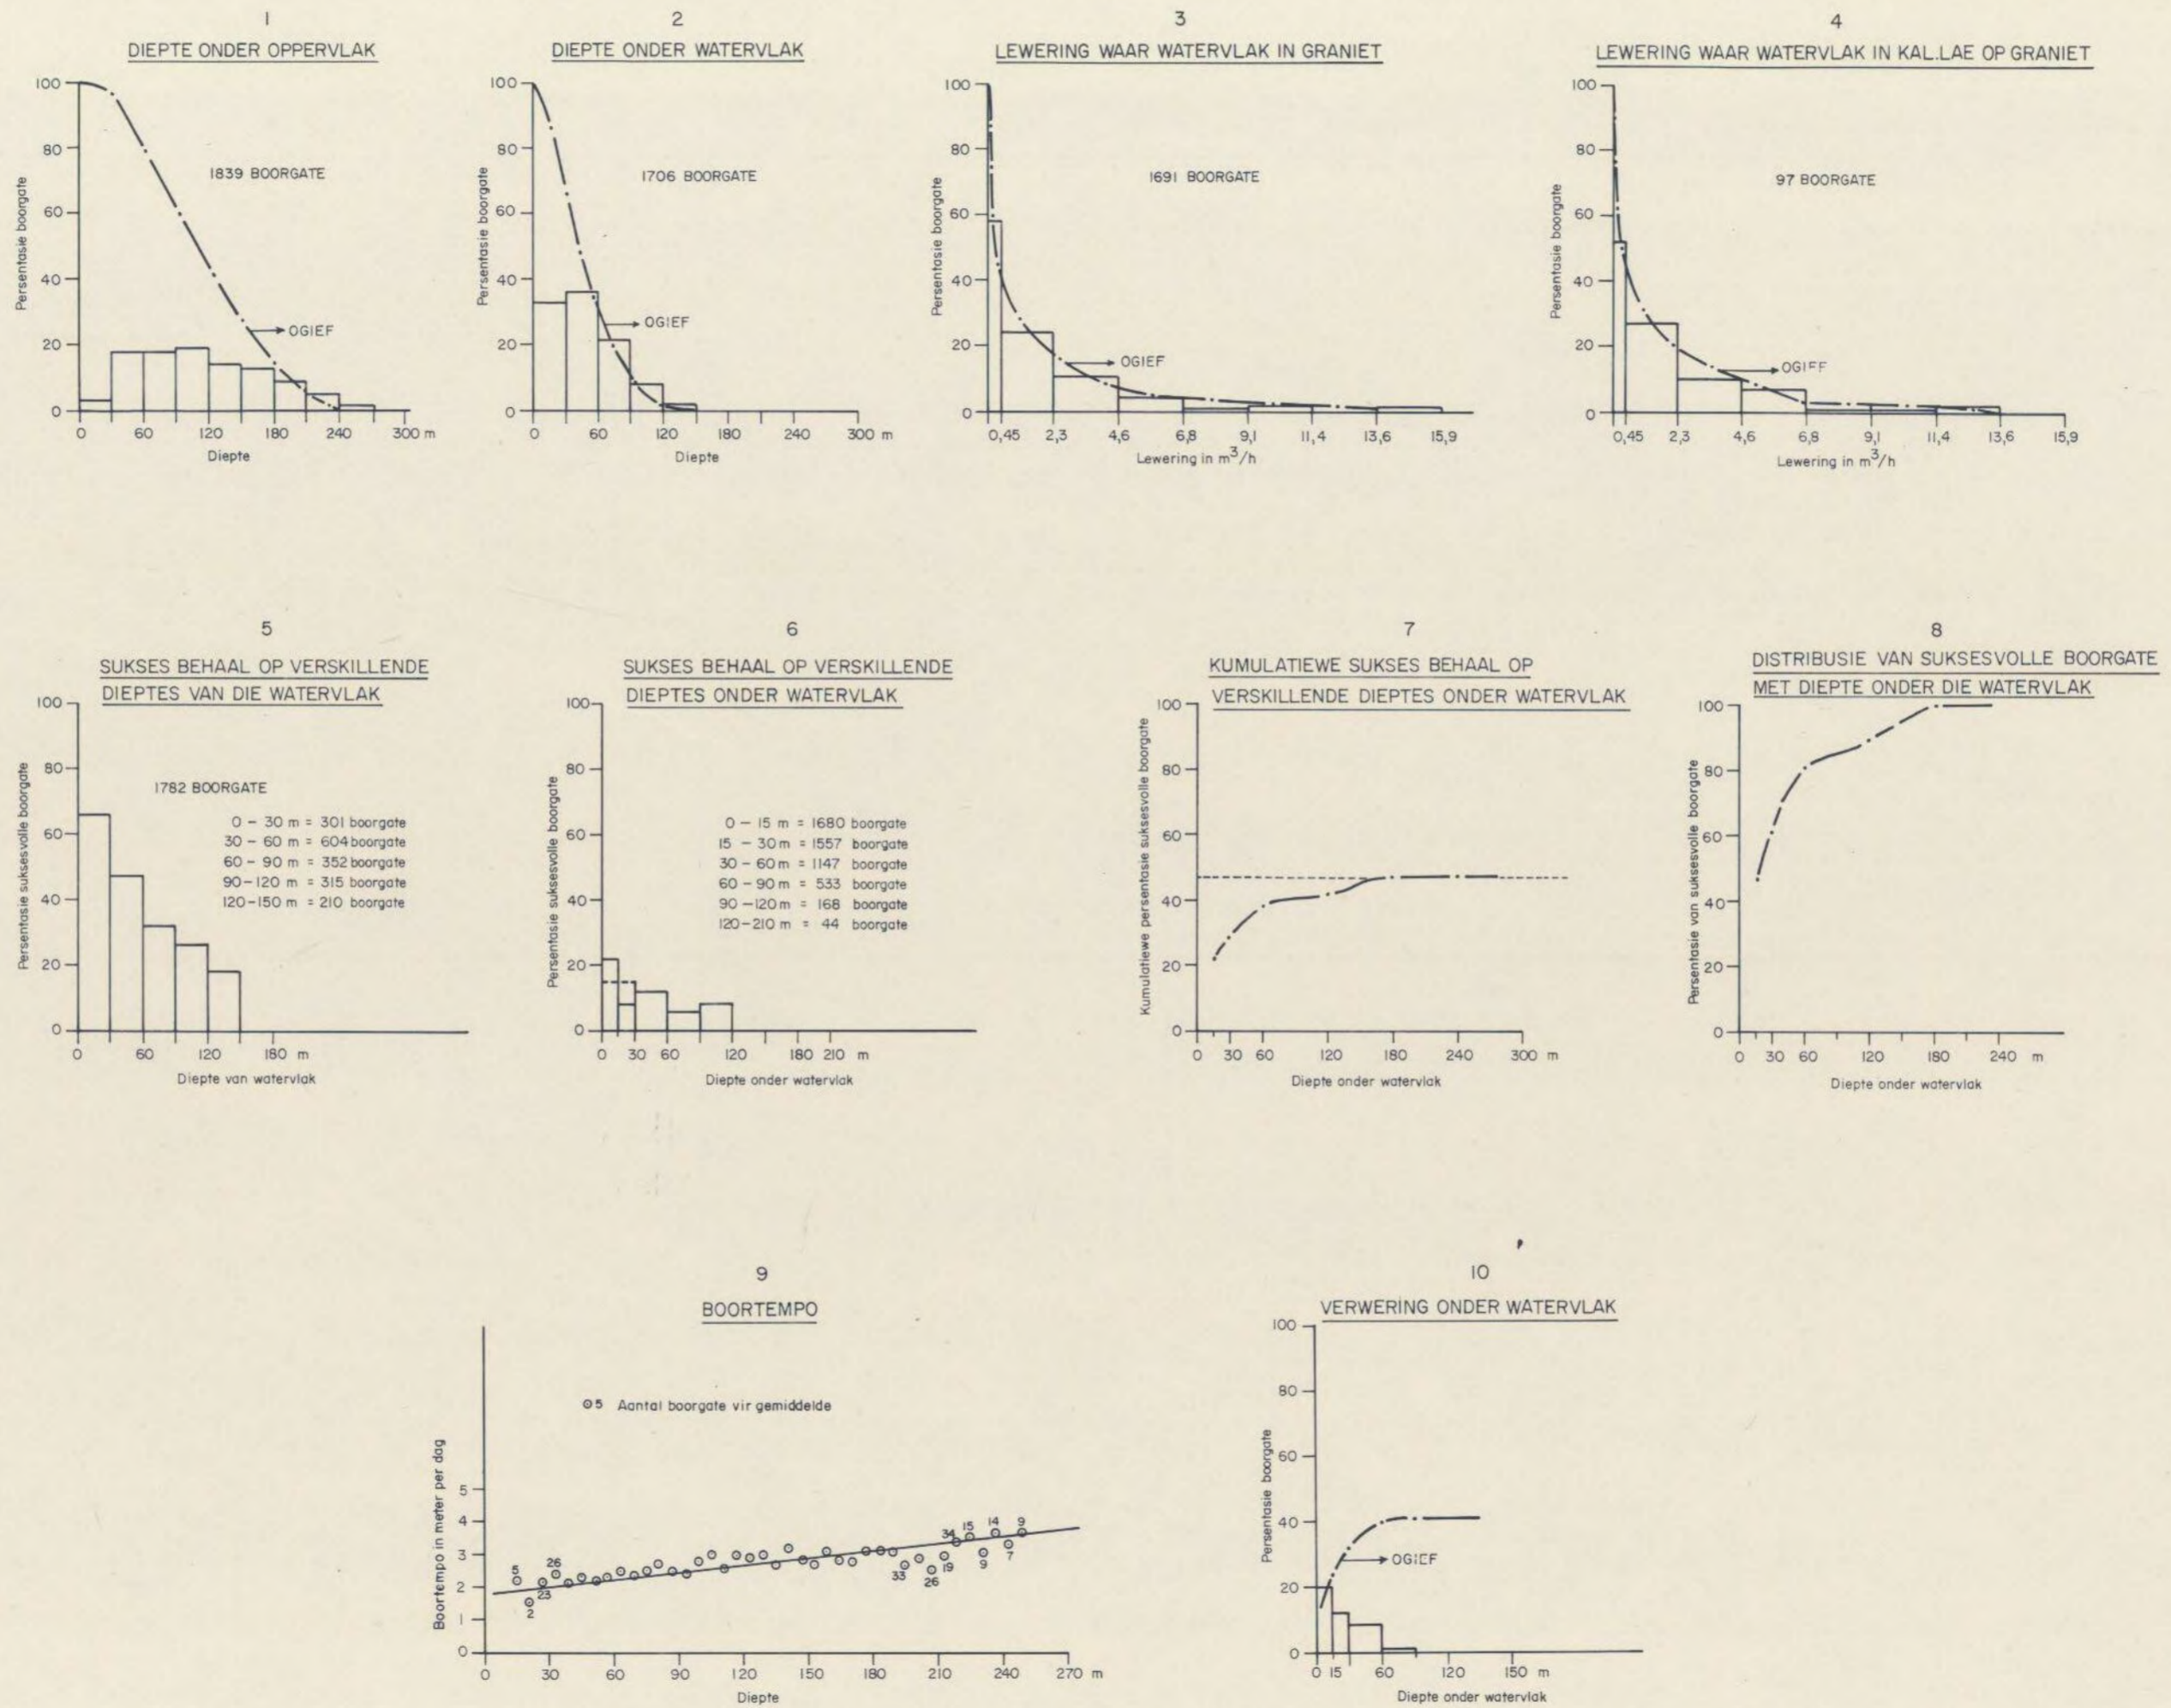 1
DIEPTE ONDER OPPERVLAK
100
80
60
40
20
0
Persentasie boorgate
1839 BOORGATE
OGIEF
0 60 120 180 240 300 m
Diepte
2
DIEPTE ONDER WATERVLAK
100
80
60
40
20
0
Persentasie boorgate
1706 BOORGATE
OGIEF
0 60 120 180 240 300 m
Diepte
3
LEWERING WAAR WATERVLAK IN GRANIET
100
80
60
40
20
0
Persentasie boorgate
1691 BOORGATE
OGIEF
0,45 2,3 4,6 6,8 9,1 11,4 13,6 15,9
Lewering in m³/h
4
LEWERING WAAR WATERVLAK IN KAL.LAE OP GRANIET
100
80
60
40
20
0
Persentasie boorgate
97 BOORGATE
OGIEF
0,45 2,3 4,6 6,8 9,1 11,4 13,6 15,9
Lewering in m³/h
5
SUKSES BEHAAL OP VERSKILLENDE
DIEPTES VAN DIE WATERVLAK
100
80
60
40
20
0
Persentasie suksesvolle boorgate
1782 BOORGATE
0 – 30 m = 301 boorgate
30 – 60 m = 604 boorgate
60 – 90 m = 352 boorgate
90–120 m = 315 boorgate
120–150 m = 210 boorgate
0 60 120 180 m
Diepte van watervlak
6
SUKSES BEHAAL OP VERSKILLENDE
DIEPTES ONDER WATERVLAK
100
80
60
40
20
0
Persentasie suksesvolle boorgate
0 – 15 m = 1680 boorgate
15 – 30 m = 1557 boorgate
30 – 60 m = 1147 boorgate
60 – 90 m = 533 boorgate
90 –120 m = 168 boorgate
120–210 m = 44 boorgate
0 30 60 120 180 210 m
Diepte onder watervlak
7
KUMULATIEWE SUKSES BEHAAL OP
VERSKILLENDE DIEPTES ONDER WATERVLAK
100
80
60
40
20
0
Kumulatiewe persentasie suksesvolle boorgate
0 30 60 120 180 240 300 m
Diepte onder watervlak
8
DISTRIBUSIE VAN SUKSESVOLLE BOORGATE
MET DIEPTE ONDER DIE WATERVLAK
100
80
60
40
20
0
Persentasie van suksesvolle boorgate
0 30 60 120 180 240 m
Diepte onder watervlak
9
BOORTEMPO
5 Aantal boorgate vir gemiddelde
Boortempo in meter per dag
5
4
3
2
1
0
5 2 23 26 33 26 19 34 15 9 14 7 9
0 30 60 90 120 150 180 210 240 270 m
Diepte
10
VERWERING ONDER WATERVLAK
100
80
60
40
20
0
Persentasie boorgate
OGIEF
0 15 60 120 150 m
Diepte onder watervlak